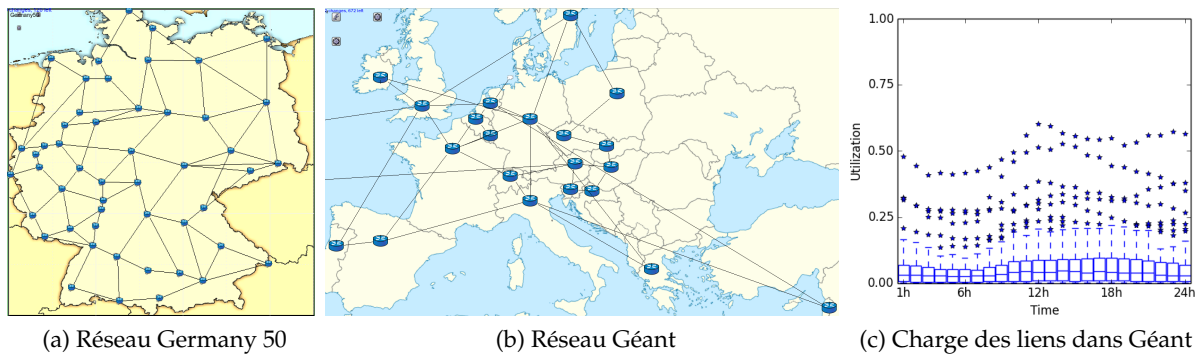 Germany50
1.00
0.75
0.50
0.25
0.00
Utilization
1h
6h
12h
18h
24h
Time
(a) Réseau Germany 50
(b) Réseau Géant
(c) Charge des liens dans Géant